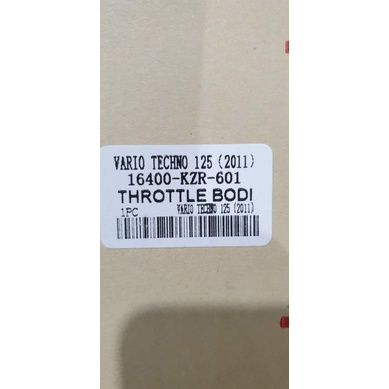 VARIO TECHNO 125 (2011)
16400-KZR-601
THROTTLE BODI
1PC VARIO TECHNO 125 (2011)